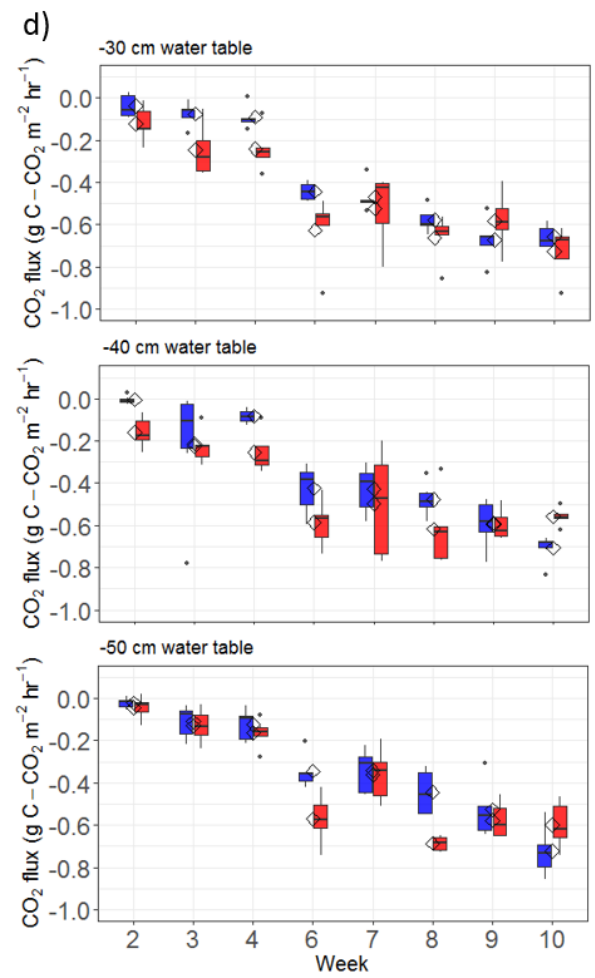 d)
-30 cm water table
CO₂ flux (g C – CO₂ m⁻² hr⁻¹)
0.0
-0.2
-0.4
-0.6
-0.8
-1.0
-40 cm water table
CO₂ flux (g C – CO₂ m⁻² hr⁻¹)
0.0
-0.2
-0.4
-0.6
-0.8
-1.0
-50 cm water table
CO₂ flux (g C – CO₂ m⁻² hr⁻¹)
0.0
-0.2
-0.4
-0.6
-0.8
-1.0
2 3 4 6 7 8 9 10
Week